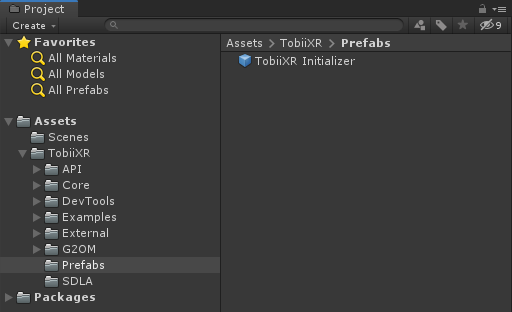 Project
Create
9
Favorites
All Materials
All Models
All Prefabs
Assets
Scenes
TobiiXR
API
Core
DevTools
Examples
External
G2OM
Prefabs
SDLA
Packages
Assets > TobiiXR > Prefabs
TobiiXR Initializer